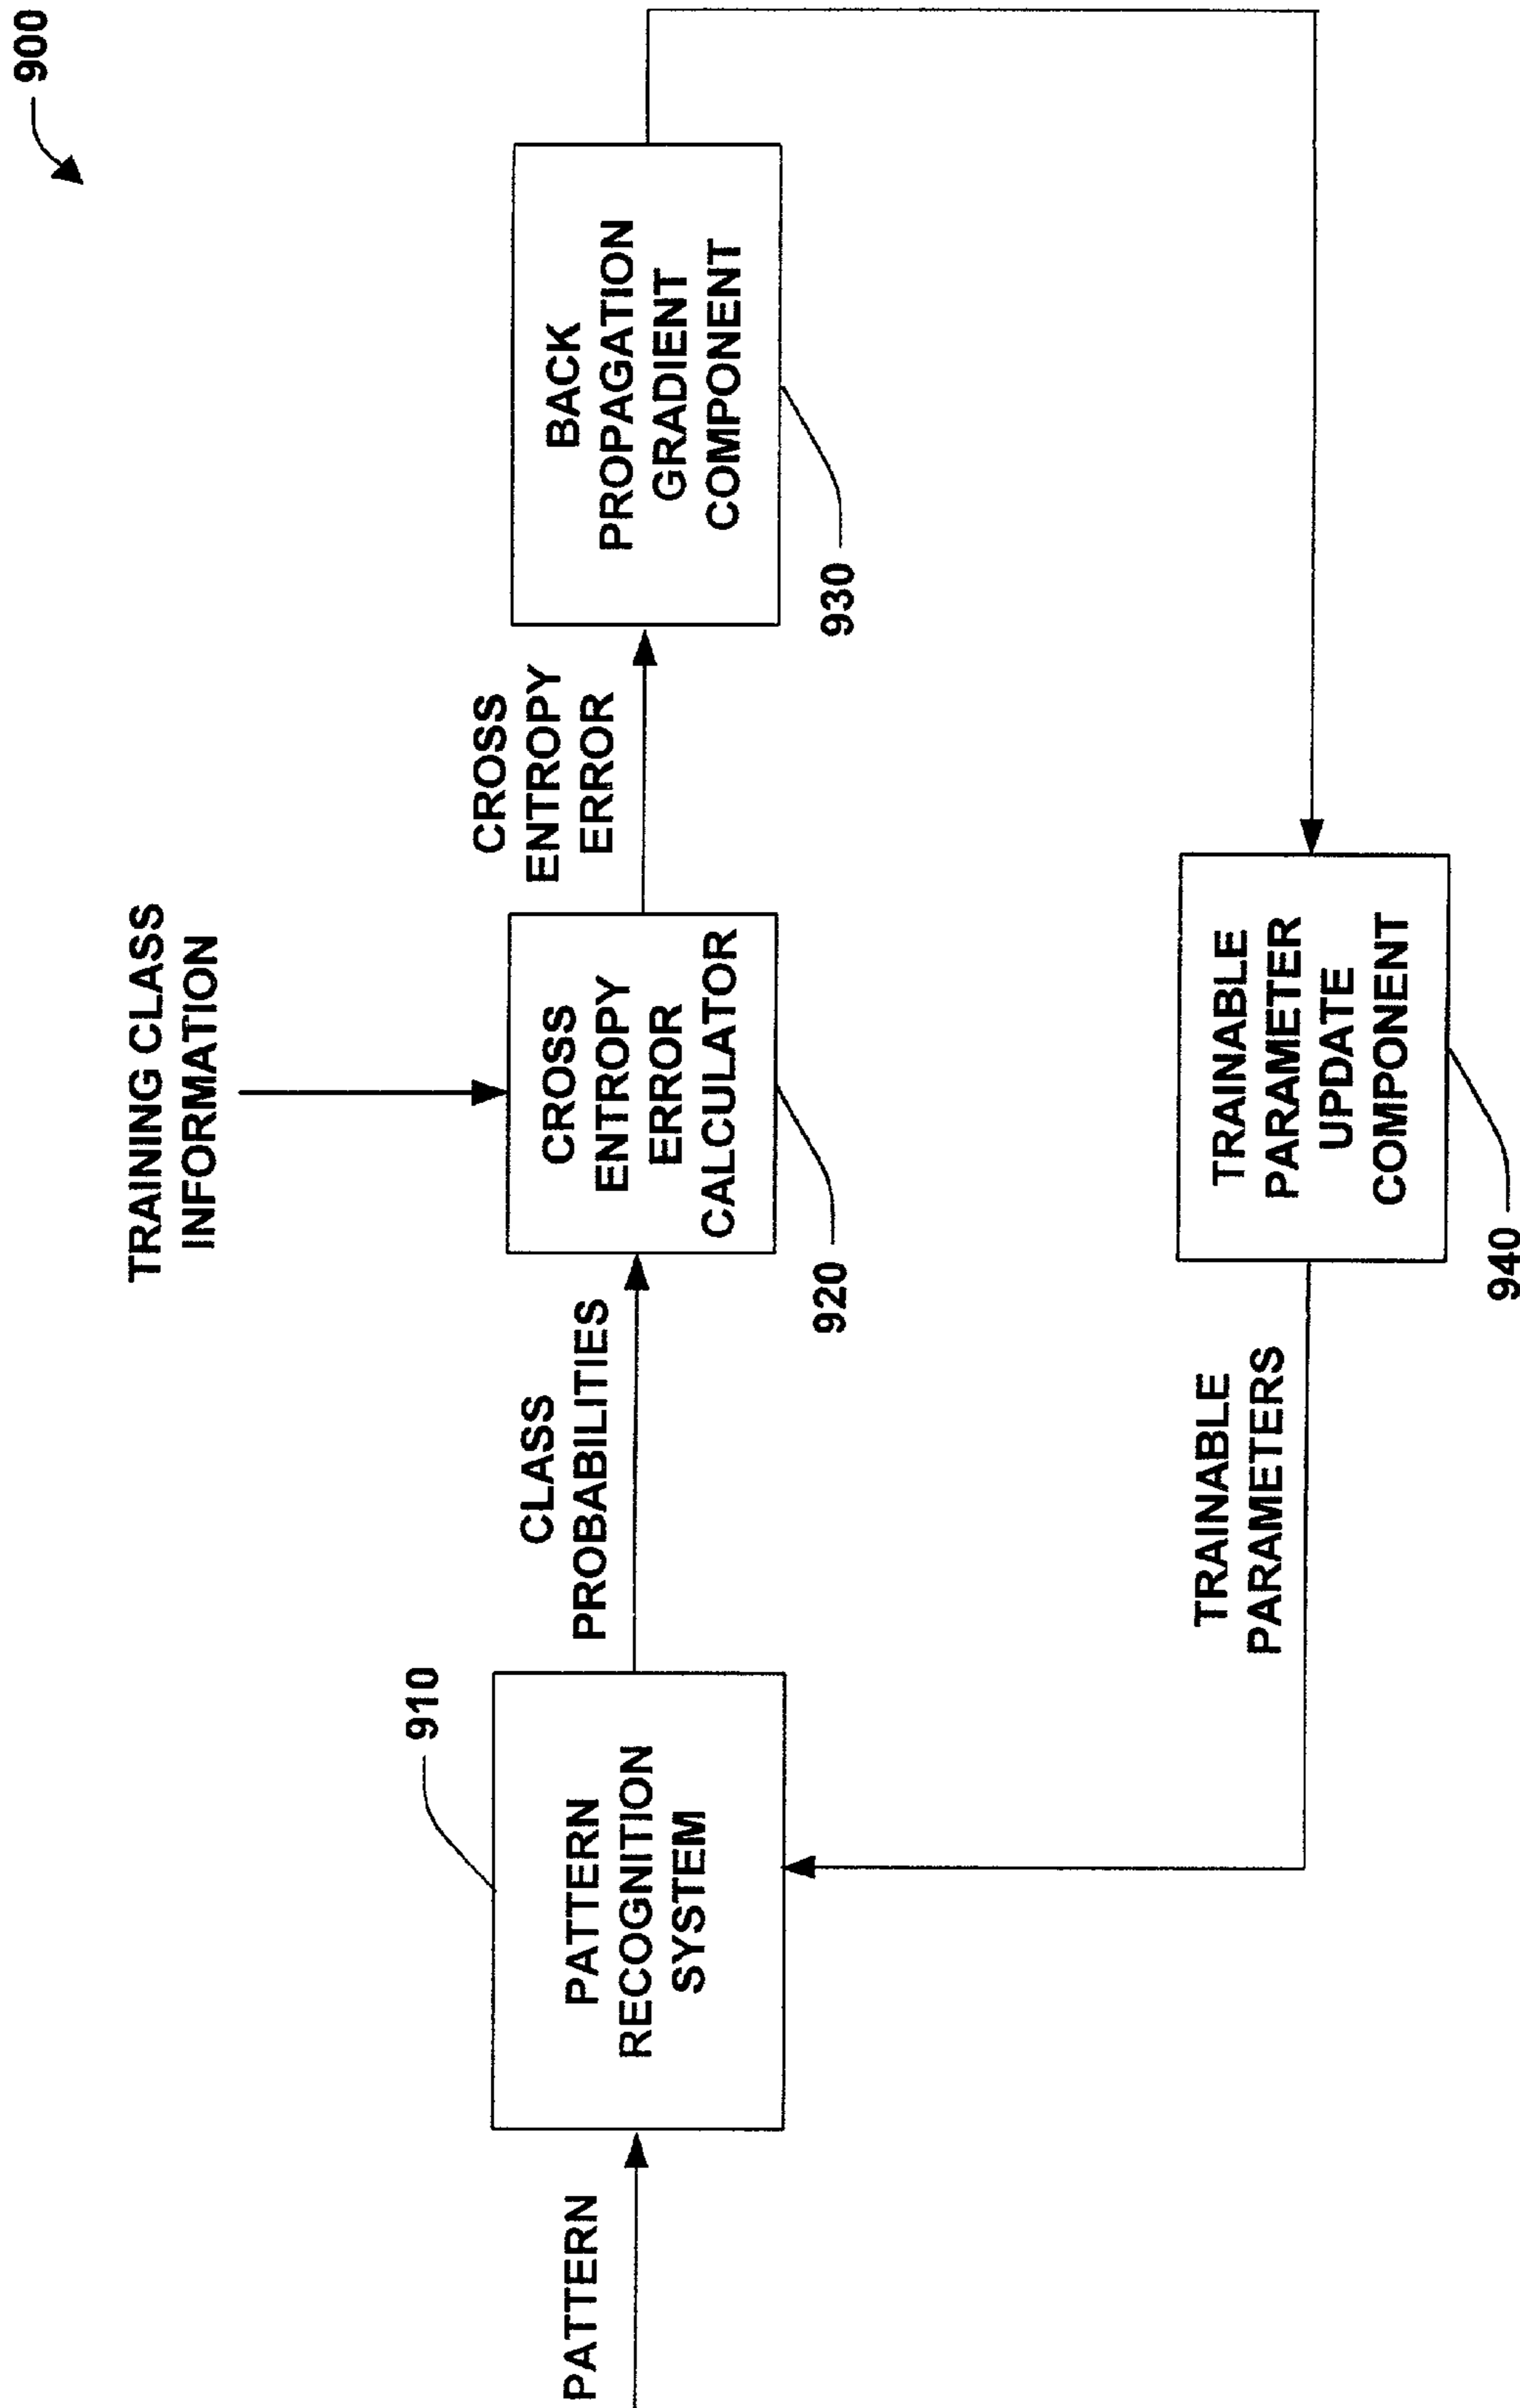 900
TRAINING CLASS
INFORMATION
PATTERN
PATTERN
RECOGNITION
SYSTEM
910
CLASS
PROBABILITIES
CROSS
ENTROPY
ERROR
CALCULATOR
920
CROSS
ENTROPY
ERROR
BACK
PROPAGATION
GRADIENT
COMPONENT
930
TRAINABLE
PARAMETERS
TRAINABLE
PARAMETER
UPDATE
COMPONENT
940